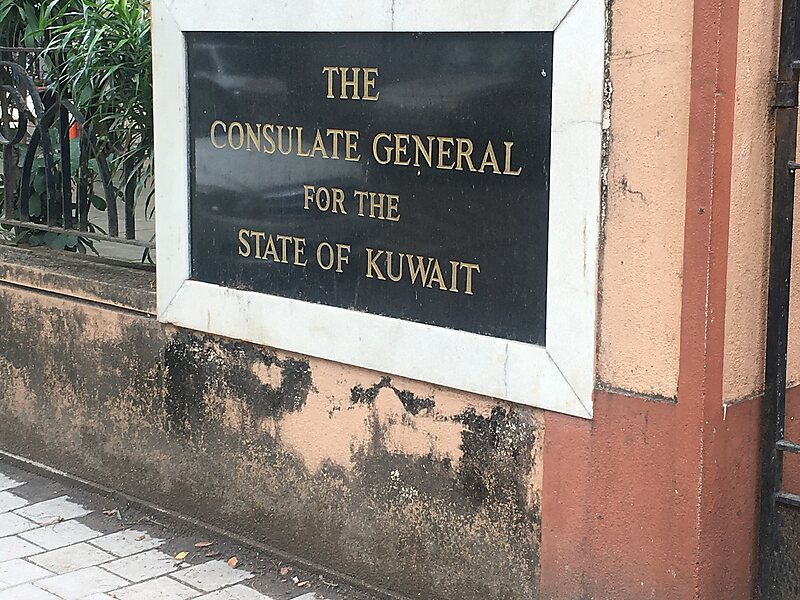 THE
CONSULATE GENERAL
FOR THE
STATE OF KUWAIT